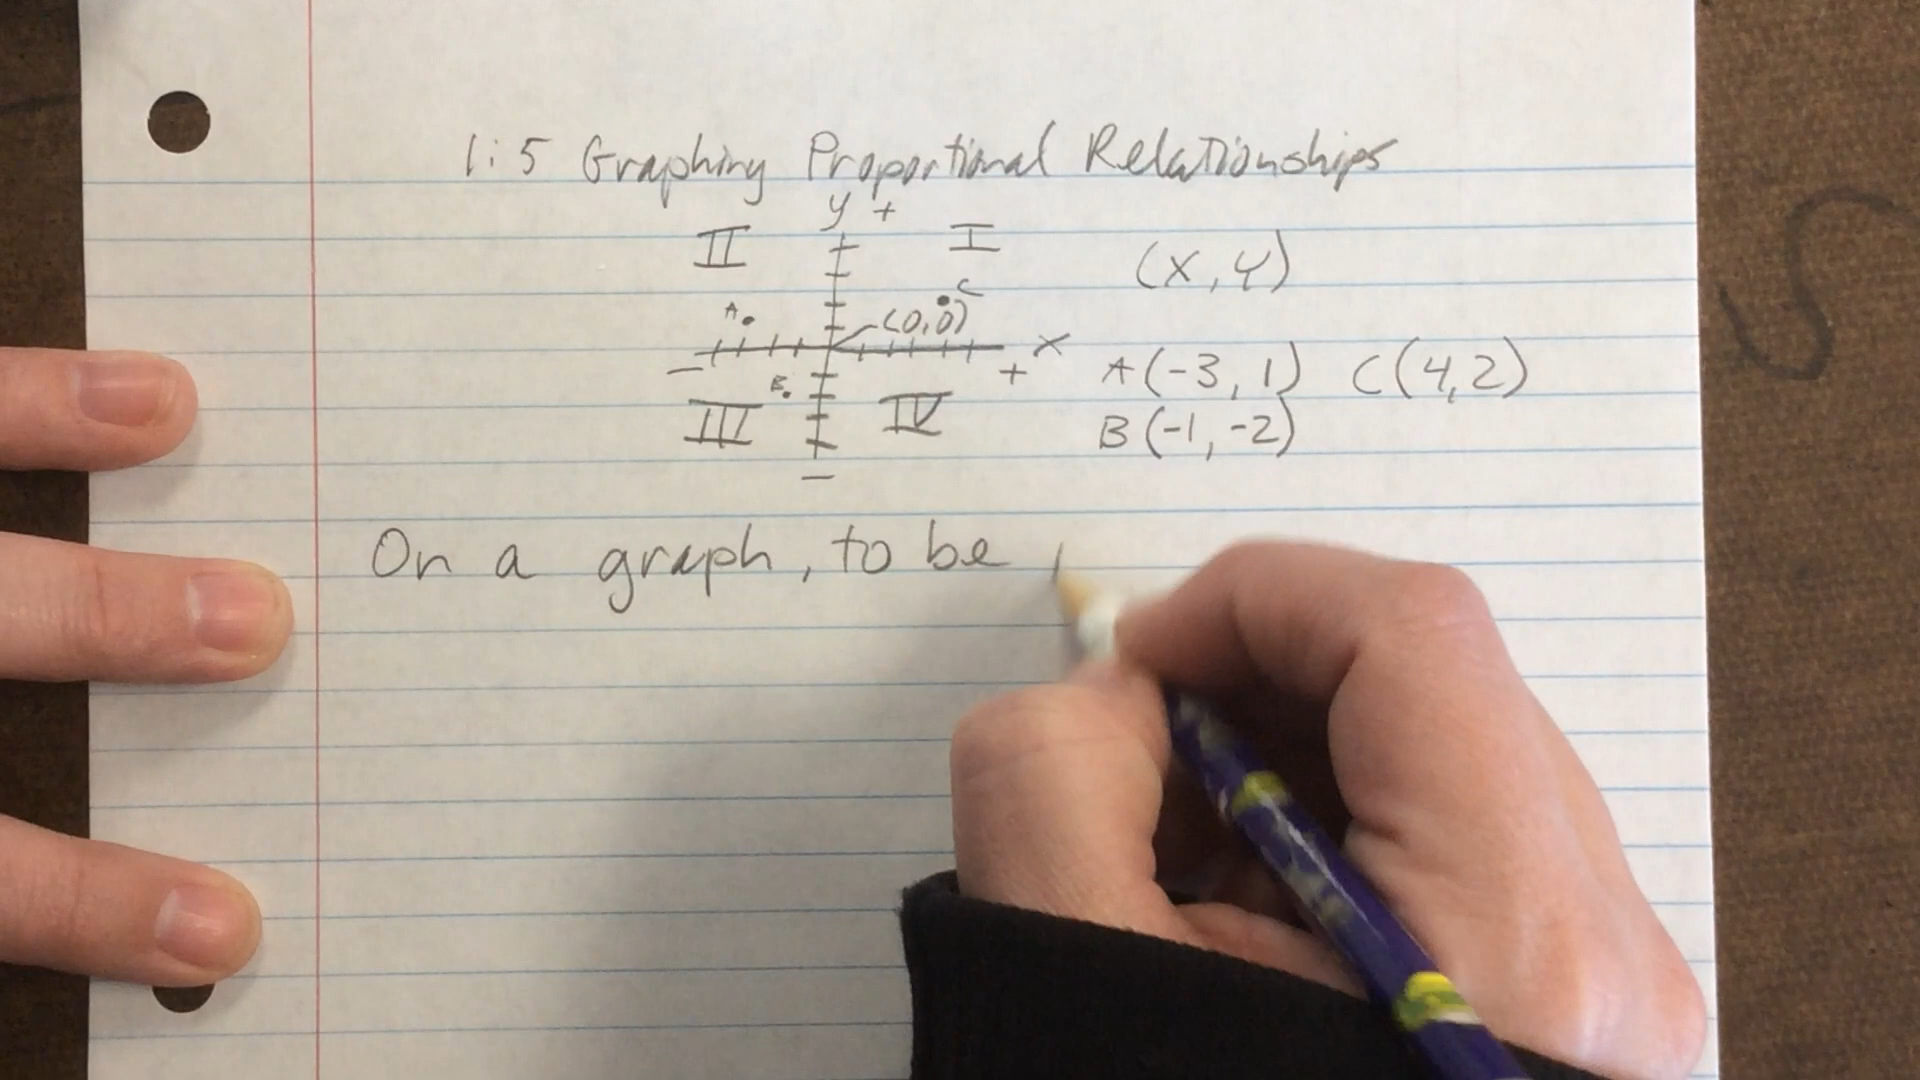 1:5 Graphing Proportional Relationships
y +
II I (x, y)
A C
(0,0)
x
- + A(-3, 1) C(4,2)
B
III IV B(-1, -2)
-
On a graph, to be